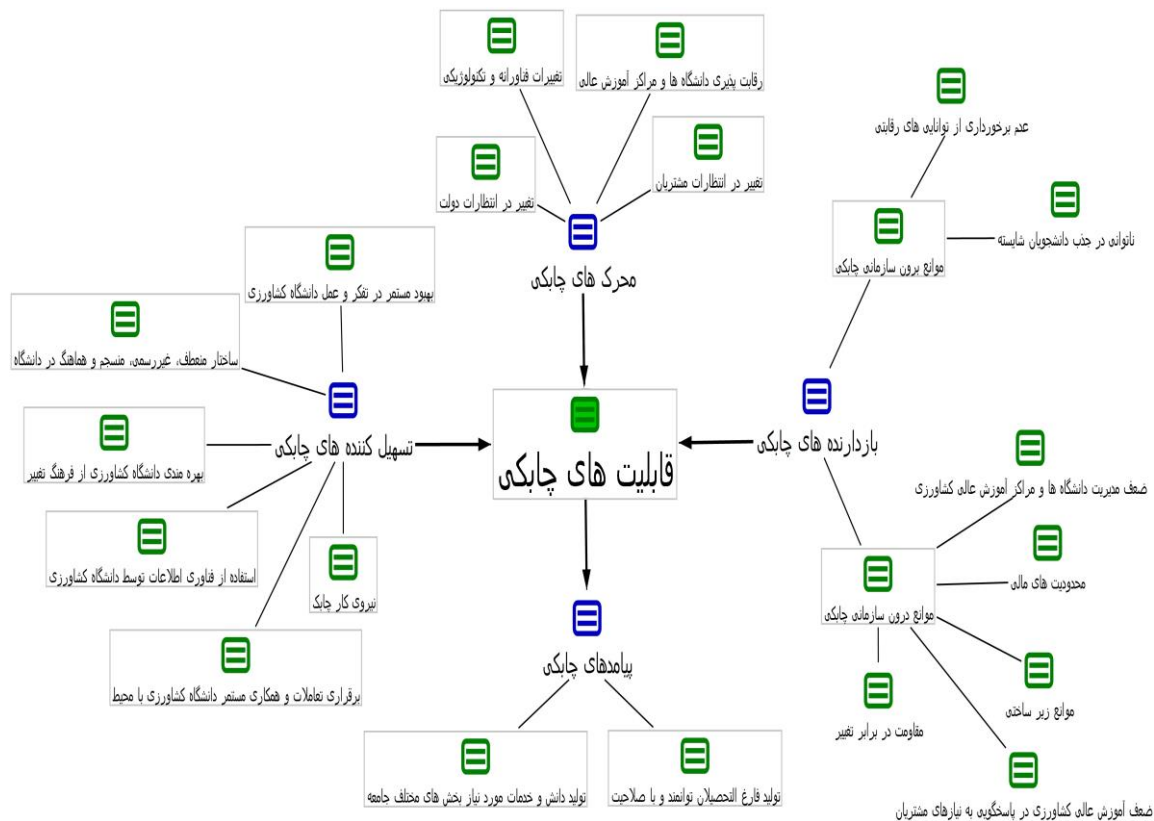 تغییرات فناورانه و تکنولوژیکی
رقابت پذیری دانشگاه ها و مراکز آموزش عالی
تغییر در انتظارات دولت
تغییر در انتظارات مشتریان
محرک های چابکی
عدم برخورداری از توانایی های رقابتی
ناتوانی در جذب دانشجویان شایسته
موانع برون سازمانی چابکی
بازدارنده های چابکی
ضعف مدیریت دانشگاه ها و مراکز آموزش عالی کشاورزی
محدودیت های مالی
موانع درون سازمانی چابکی
موانع زیر ساختی
مقاومت در برابر تغییر
ضعف آموزش عالی کشاورزی در پاسخگویی به نیازهای مشتریان
قابلیت های چابکی
بهبود مستمر در تفکر و عمل دانشگاه کشاورزی
ساختار منعطف، غیررسمی، منسجم و هماهنگ در دانشگاه
تسهیل کننده های چابکی
بهره مندی دانشگاه کشاورزی از فرهنگ تغییر
استفاده از فناوری اطلاعات توسط دانشگاه کشاورزی
نیروی کار چابک
برقراری تعاملات و همکاری مستمر دانشگاه کشاورزی با محیط
پیامدهای چابکی
تولید فارغ التحصیلان توانمند و با صلاحیت
تولید دانش و خدمات مورد نیاز بخش های مختلف جامعه